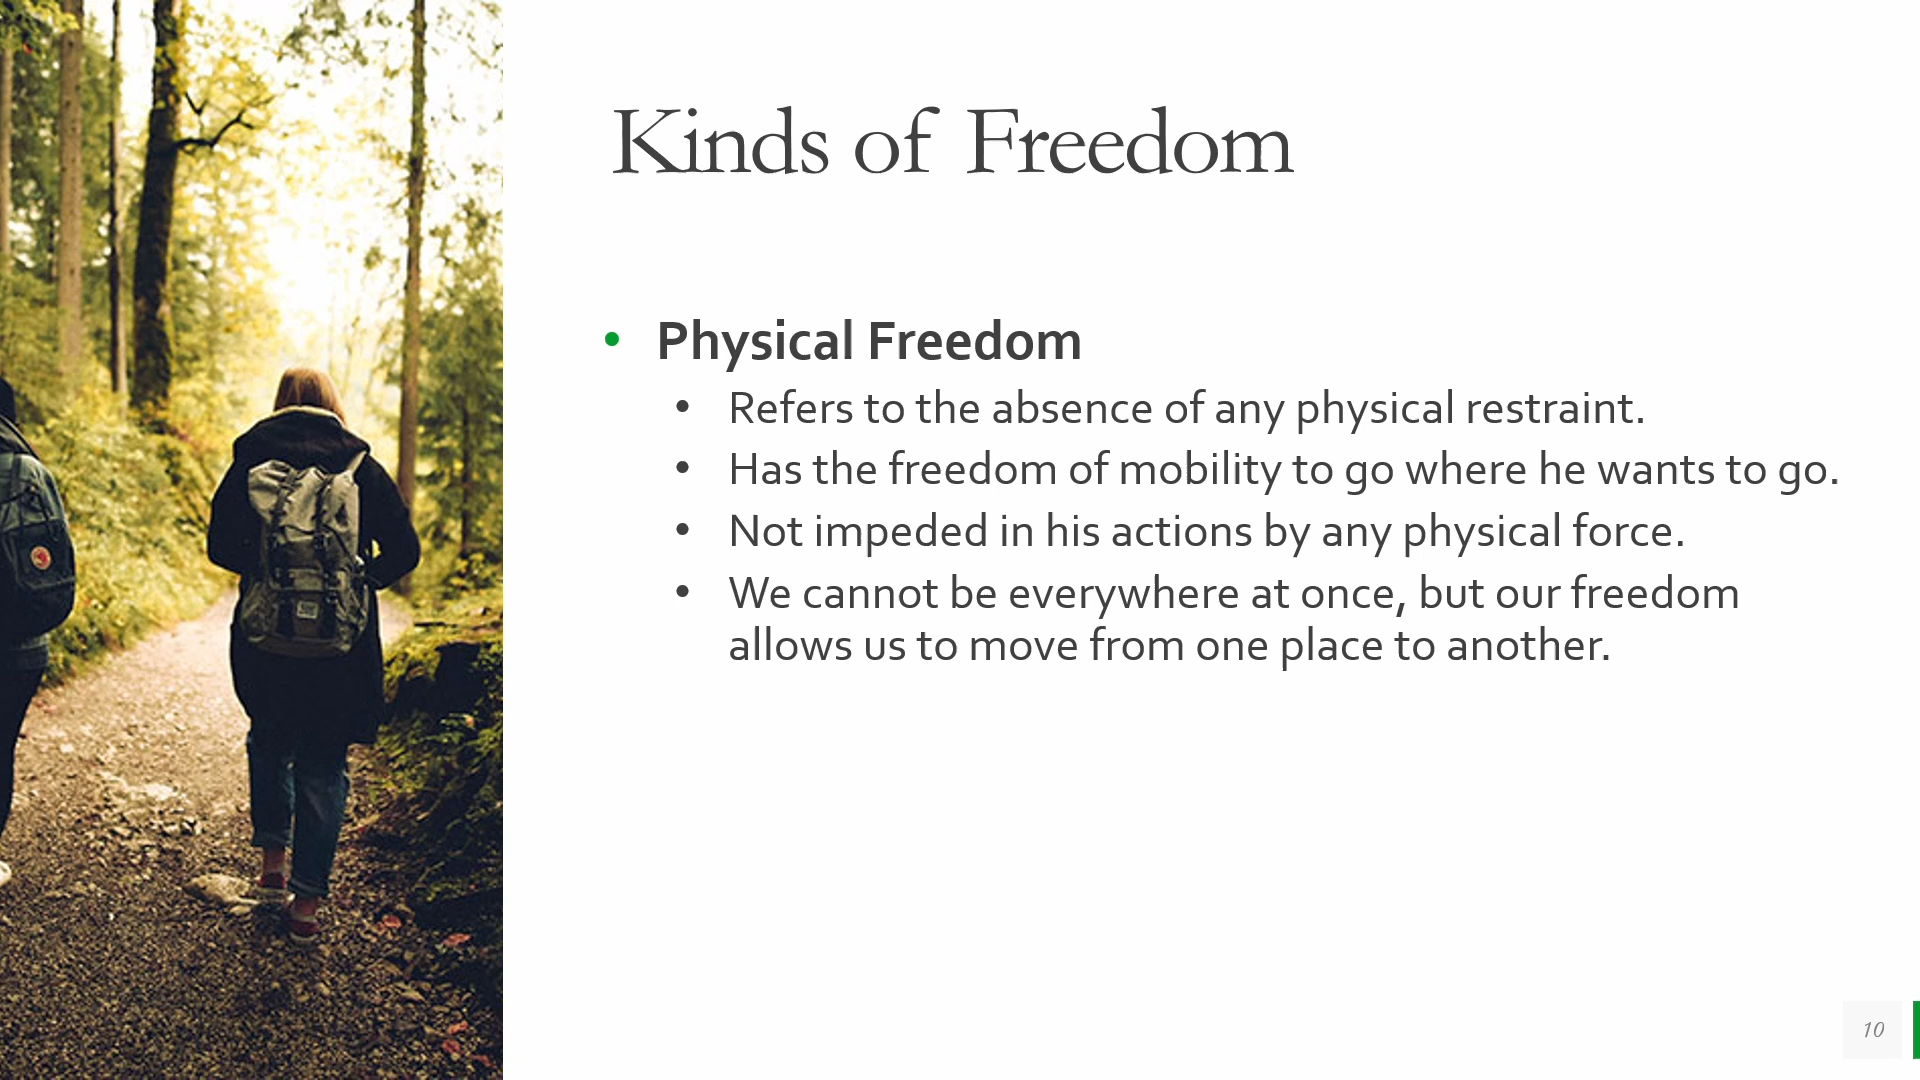 Kinds of Freedom
• Physical Freedom
• Refers to the absence of any physical restraint.
• Has the freedom of mobility to go where he wants to go.
• Not impeded in his actions by any physical force.
• We cannot be everywhere at once, but our freedom
allows us to move from one place to another.
10